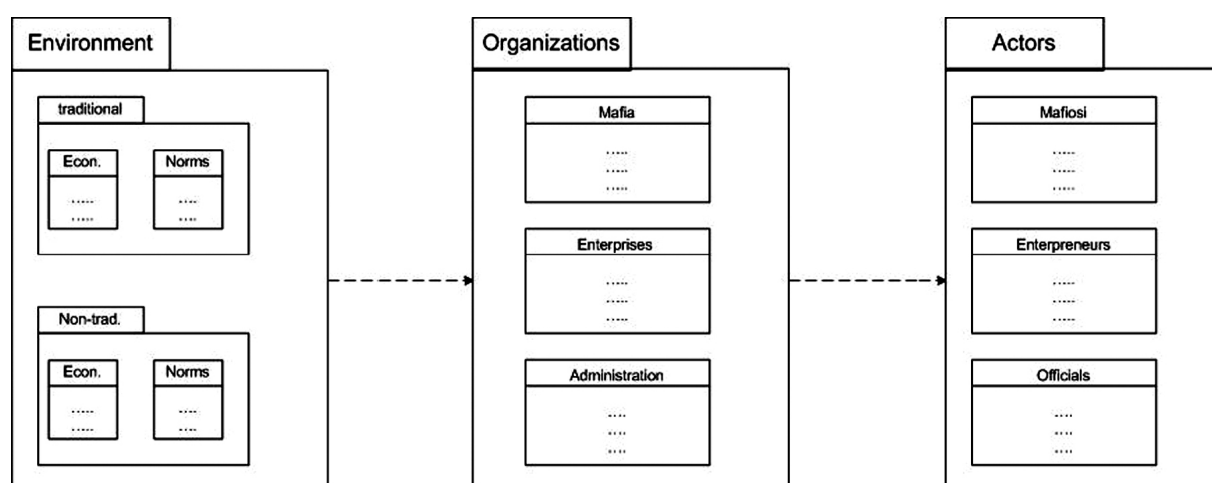 Environment
traditional
Econ.
.....
.....
Norms
....
....
Non-trad.
Econ.
.....
.....
Norms
....
....
Organizations
Mafia
.....
.....
.....
Enterprises
.....
.....
.....
Administration
....
....
....
Actors
Mafiosi
.....
.....
.....
Enterpreneurs
.....
.....
.....
Officials
....
....
....